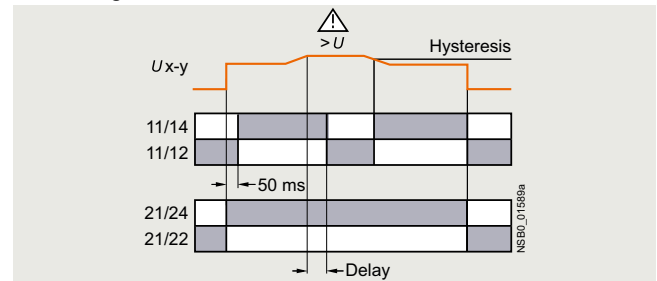 > U
Hysteresis
U x-y
11/14
11/12
50 ms
21/24
21/22
Delay
NSB0_01589a